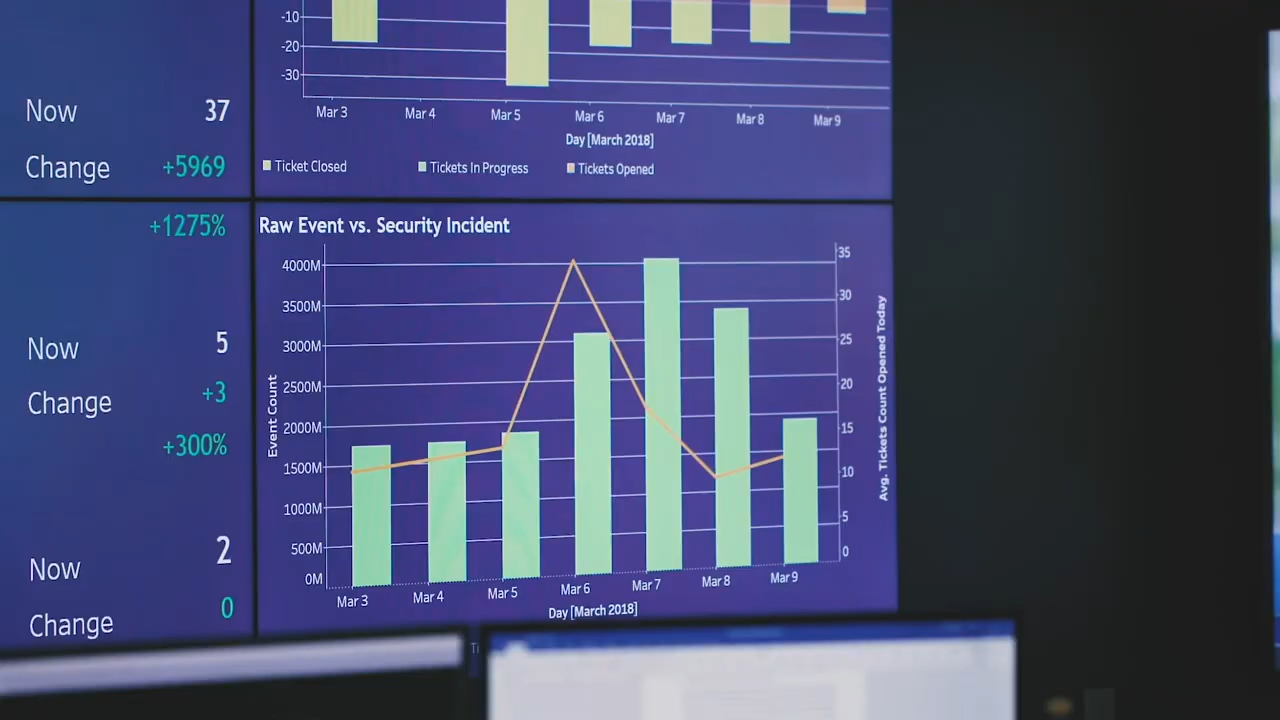 Now 37
Change +5969
+1275%
Now 5
Change +3
+300%
Now 2
Change 0
-10
-20
-30
Mar 3 Mar 4 Mar 5 Mar 6 Mar 7 Mar 8 Mar 9
Day [March 2018]
Ticket Closed Tickets In Progress Tickets Opened
Raw Event vs. Security Incident
Event Count
4000M
3500M
3000M
2500M
2000M
1500M
1000M
500M
0M
35
30
25
20
15
10
5
0
Avg. Tickets Count Opened Today
Mar 3 Mar 4 Mar 5 Mar 6 Mar 7 Mar 8 Mar 9
Day [March 2018]